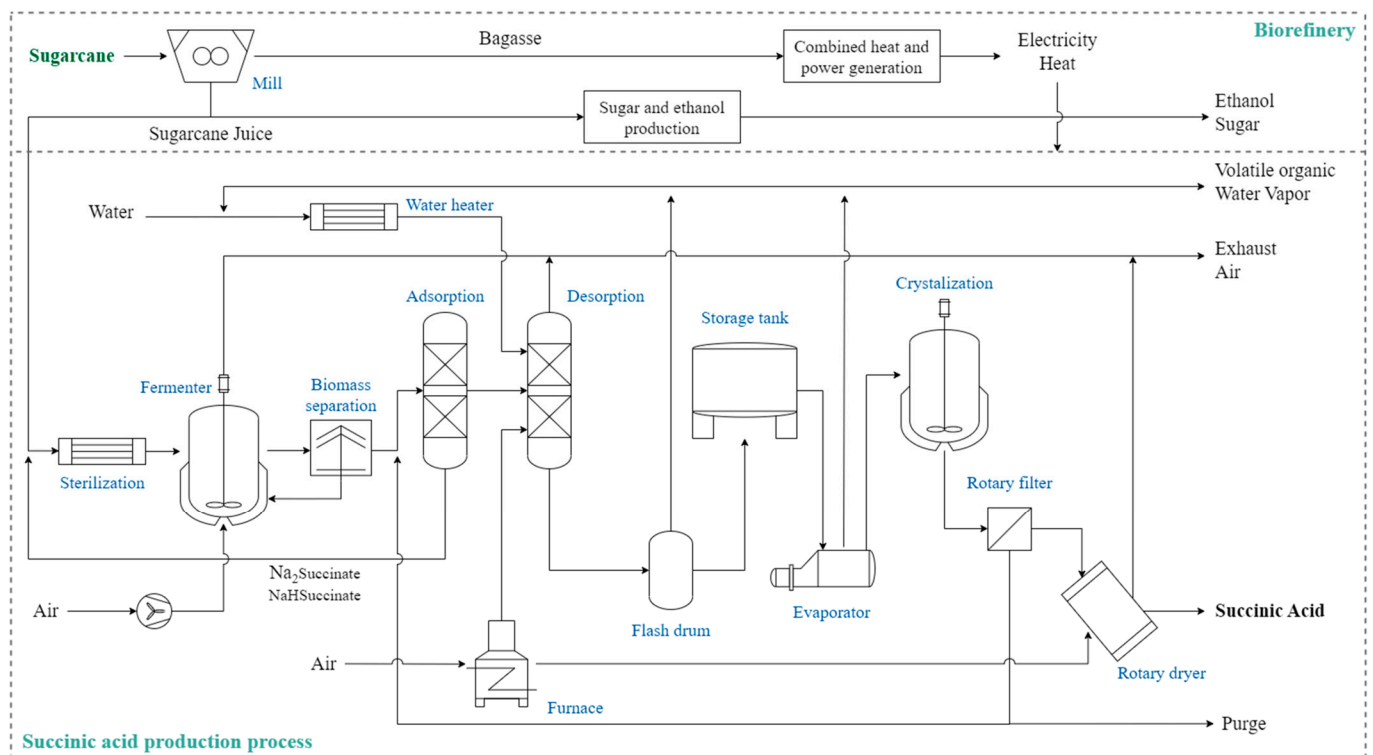 Biorefinery
Sugarcane
Mill
Bagasse
Combined heat and
power generation
Electricity
Heat
Sugarcane Juice
Sugar and ethanol
production
Ethanol
Sugar
Volatile organic
Water Vapor
Water
Water heater
Exhaust
Air
Adsorption
Desorption
Storage tank
Crystalization
Fermenter
Biomass
separation
Sterilization
Rotary filter
Na₂Succinate
NaHSuccinate
Air
Flash drum
Evaporator
Succinic Acid
Air
Furnace
Rotary dryer
Purge
Succinic acid production process